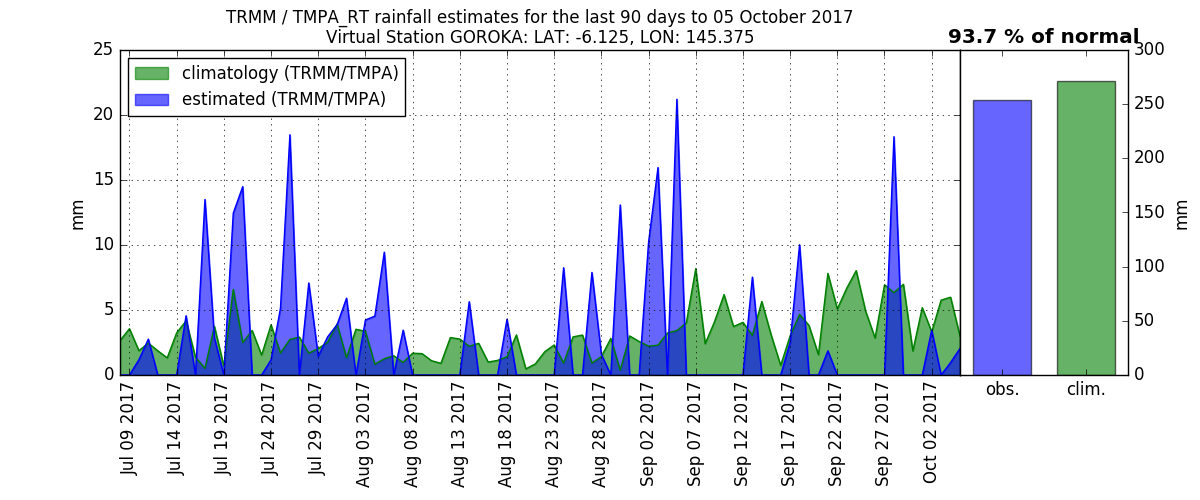 TRMM / TMPA_RT rainfall estimates for the last 90 days to 05 October 2017
Virtual Station GOROKA: LAT: -6.125, LON: 145.375
93.7 % of normal
climatology (TRMM/TMPA)
estimated (TRMM/TMPA)
25
20
15
10
5
0
mm
300
250
200
150
100
50
0
mm
Jul 09 2017
Jul 14 2017
Jul 19 2017
Jul 24 2017
Jul 29 2017
Aug 03 2017
Aug 08 2017
Aug 13 2017
Aug 18 2017
Aug 23 2017
Aug 28 2017
Sep 02 2017
Sep 07 2017
Sep 12 2017
Sep 17 2017
Sep 22 2017
Sep 27 2017
Oct 02 2017
obs.
clim.